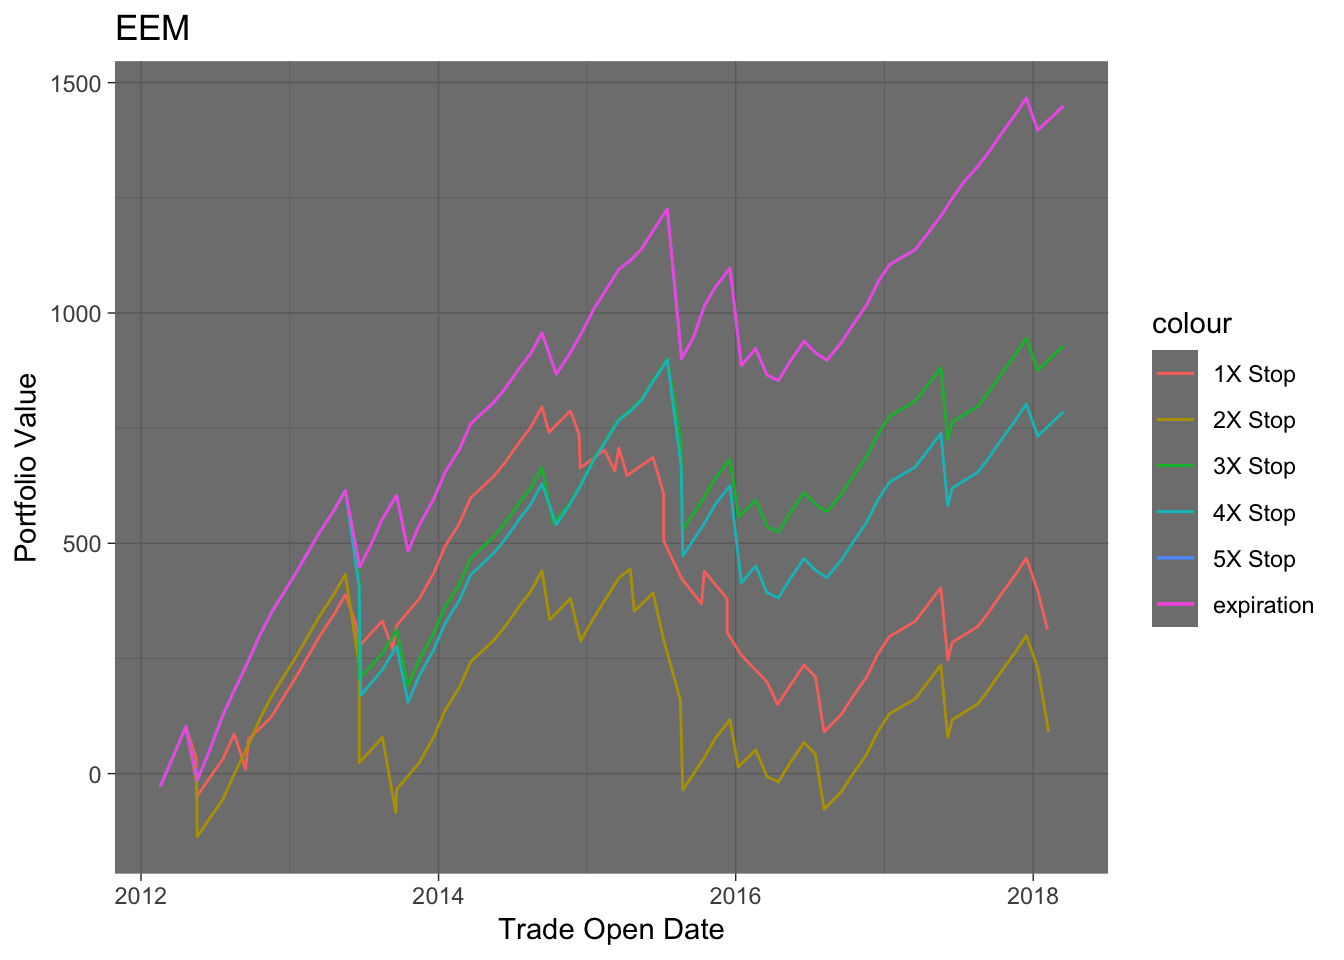 EEM
1500
1000
500
0
Portfolio Value
2012
2014
2016
2018
Trade Open Date
colour
1X Stop
2X Stop
3X Stop
4X Stop
5X Stop
expiration